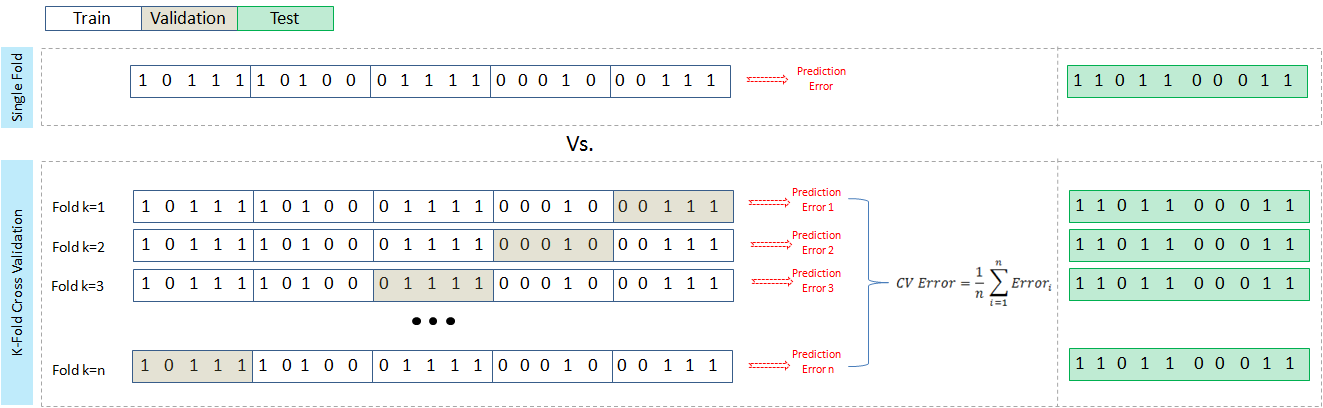 Train Validation Test
Single Fold
1 0 1 1 1 1 0 1 0 0 0 1 1 1 1 0 0 0 1 0 0 0 1 1 1
Prediction
Error
1 1 0 1 1 0 0 0 1 1
Vs.
K-Fold Cross Validation
Fold k=1
1 0 1 1 1 1 0 1 0 0 0 1 1 1 1 0 0 0 1 0 0 0 1 1 1
Prediction
Error 1
1 1 0 1 1 0 0 0 1 1
Fold k=2
1 0 1 1 1 1 0 1 0 0 0 1 1 1 1 0 0 0 1 0 0 0 1 1 1
Prediction
Error 2
1 1 0 1 1 0 0 0 1 1
Fold k=3
1 0 1 1 1 1 0 1 0 0 0 1 1 1 1 0 0 0 1 0 0 0 1 1 1
Prediction
Error 3
1 1 0 1 1 0 0 0 1 1
CV Error = 1/n ∑ i=1 n Error i
•••
Fold k=n
1 0 1 1 1 1 0 1 0 0 0 1 1 1 1 0 0 0 1 0 0 0 1 1 1
Prediction
Error n
1 1 0 1 1 0 0 0 1 1